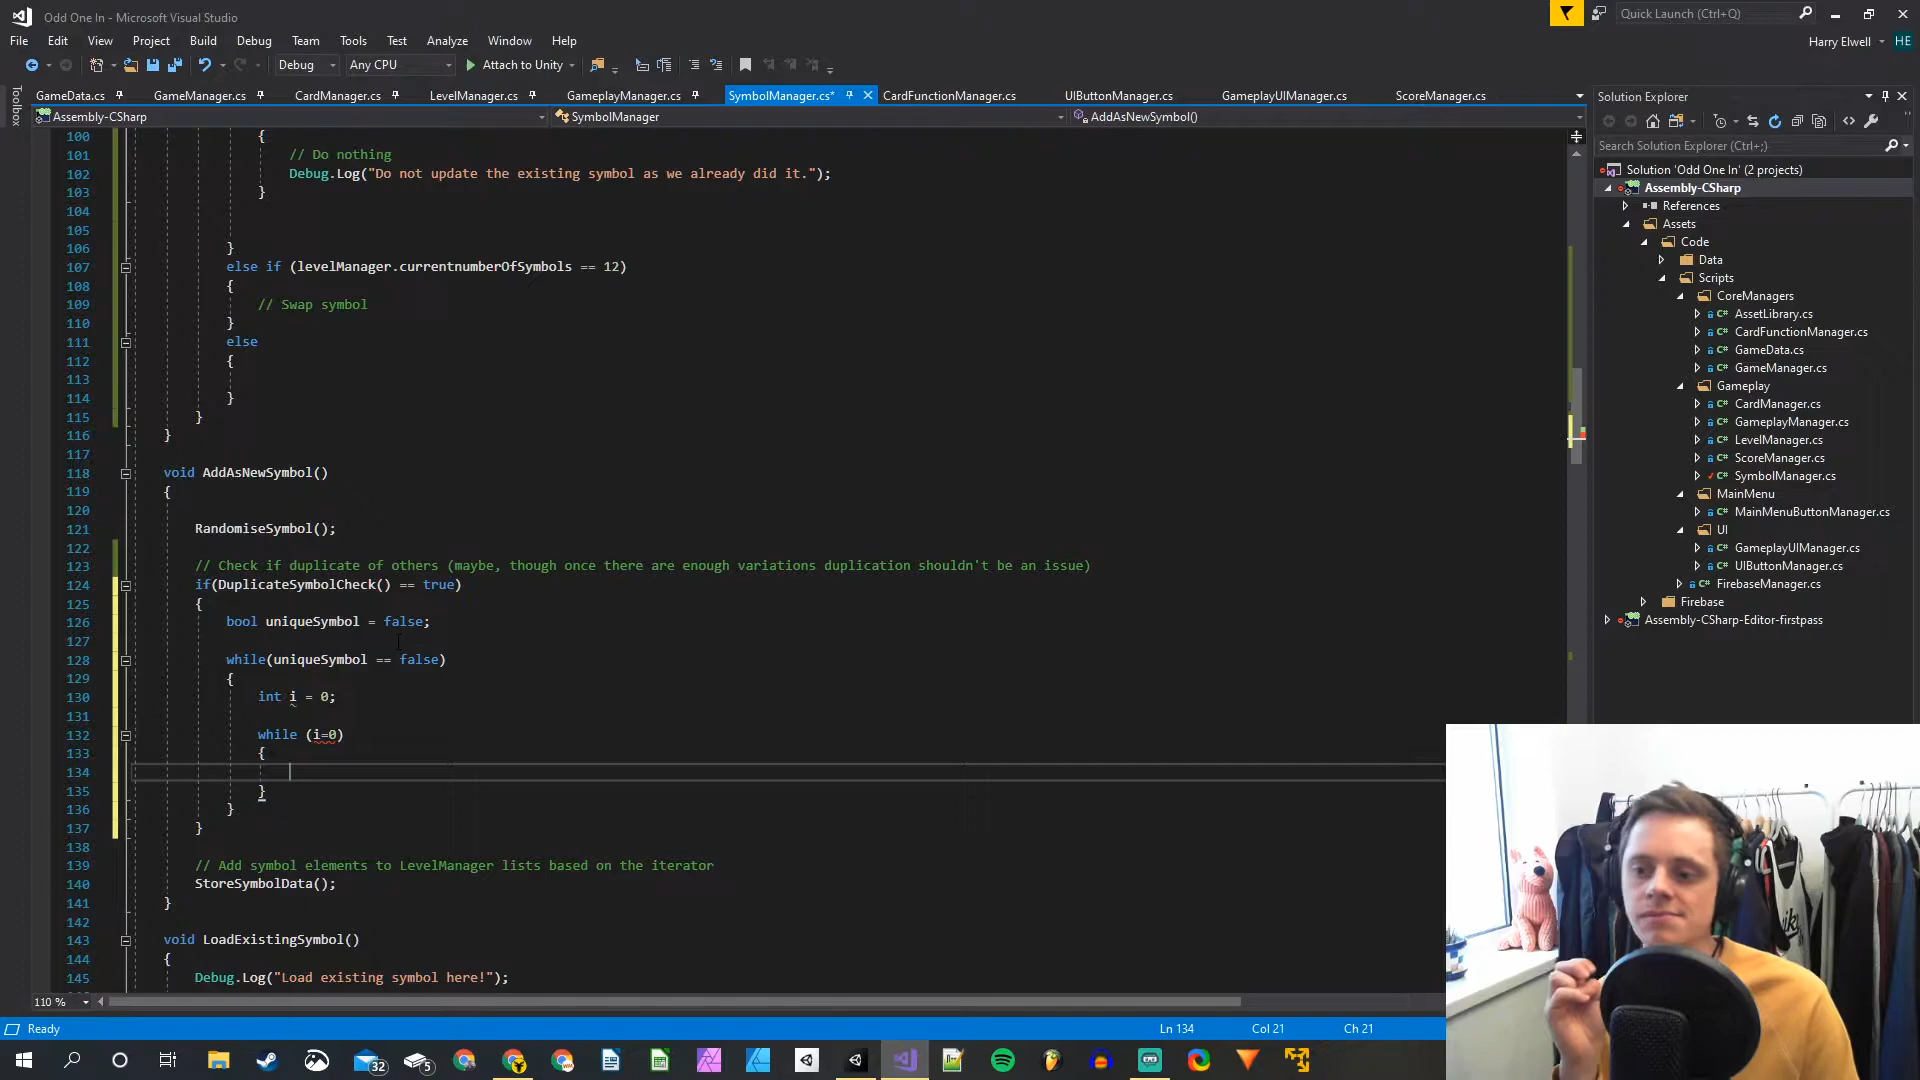 Odd One In - Microsoft Visual Studio
Quick Launch (Ctrl+Q)
File Edit View Project Build Debug Team Tools Test Analyze Window Help
Harry Elwell HE
Debug Any CPU Attach to Unity
Toolbox
GameData.cs GameManager.cs CardManager.cs LevelManager.cs GameplayManager.cs SymbolManager.cs* CardFunctionManager.cs UIButtonManager.cs GameplayUIManager.cs ScoreManager.cs
Assembly-CSharp SymbolManager AddAsNewSymbol()
100 {
101 // Do nothing
102 Debug.Log("Do not update the existing symbol as we already did it.");
103 }
104
105
106 }
107 else if (levelManager.currentnumberOfSymbols == 12)
108 {
109 // Swap symbol
110 }
111 else
112 {
113
114 }
115 }
116 }
117
118 void AddAsNewSymbol()
119 {
120
121 RandomiseSymbol();
122
123 // Check if duplicate of others (maybe, though once there are enough variations duplication shouldn't be an issue)
124 if(DuplicateSymbolCheck() == true)
125 {
126 bool uniqueSymbol = false;
127
128 while(uniqueSymbol == false)
129 {
130 int i = 0;
131
132 while (i=0)
133 {
134
135 }
136 }
137 }
138
139 // Add symbol elements to LevelManager lists based on the iterator
140 StoreSymbolData();
141 }
142
143 void LoadExistingSymbol()
144 {
145 Debug.Log("Load existing symbol here!");
110 %
Ready Ln 134 Col 21 Ch 21
Solution Explorer
Search Solution Explorer (Ctrl+;)
Solution 'Odd One In' (2 projects)
Assembly-CSharp
References
Assets
Code
Data
Scripts
CoreManagers
C# AssetLibrary.cs
C# CardFunctionManager.cs
C# GameData.cs
C# GameManager.cs
Gameplay
C# CardManager.cs
C# GameplayManager.cs
C# LevelManager.cs
C# ScoreManager.cs
C# SymbolManager.cs
MainMenu
C# MainMenuButtonManager.cs
UI
C# GameplayUIManager.cs
C# UIButtonManager.cs
C# FirebaseManager.cs
Firebase
Assembly-CSharp-Editor-firstpass
32
5